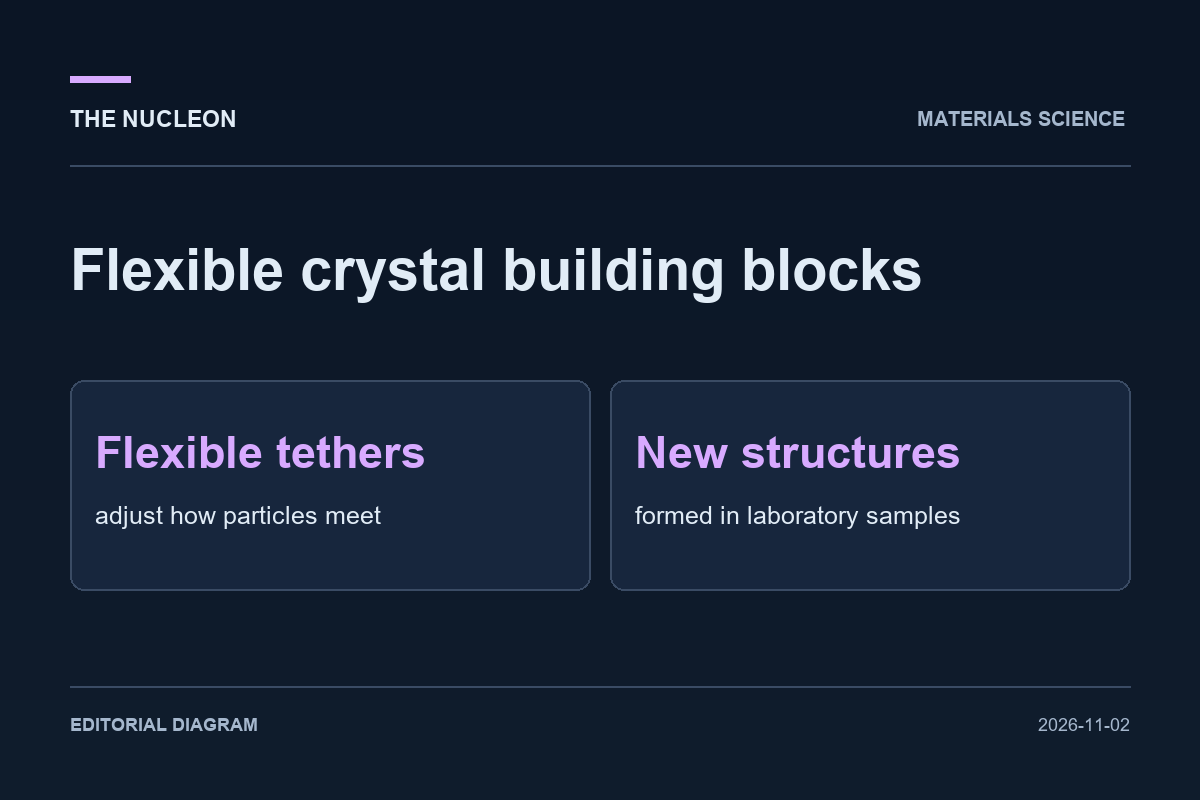 THE NUCLEON
MATERIALS SCIENCE
Flexible crystal building blocks
Flexible tethers
adjust how particles meet
New structures
formed in laboratory samples
EDITORIAL DIAGRAM
2026-11-02